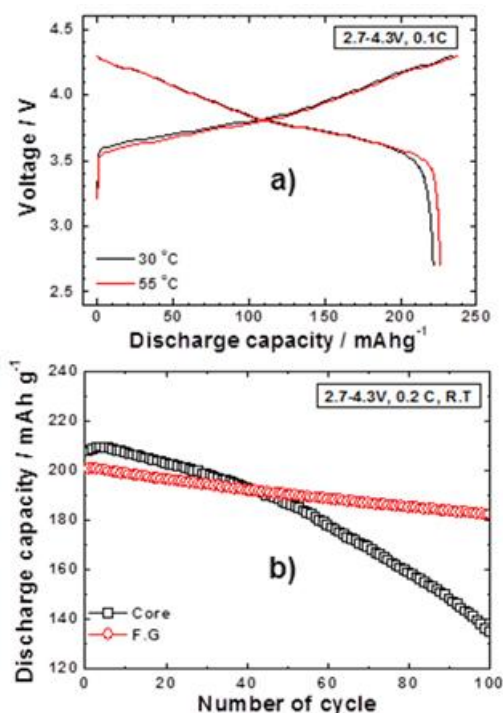 2.7-4.3V, 0.1C
4.5
4.0
3.5
3.0
2.5
Voltage / V
a)
30 °C
55 °C
0 50 100 150 200 250
Discharge capacity / mAhg⁻¹
2.7-4.3V, 0.2 C, R.T
220
210
200
180
160
140
120
Discharge capacity / mAh g⁻¹
b)
Core
F.G
0 20 40 60 80 100
Number of cycle